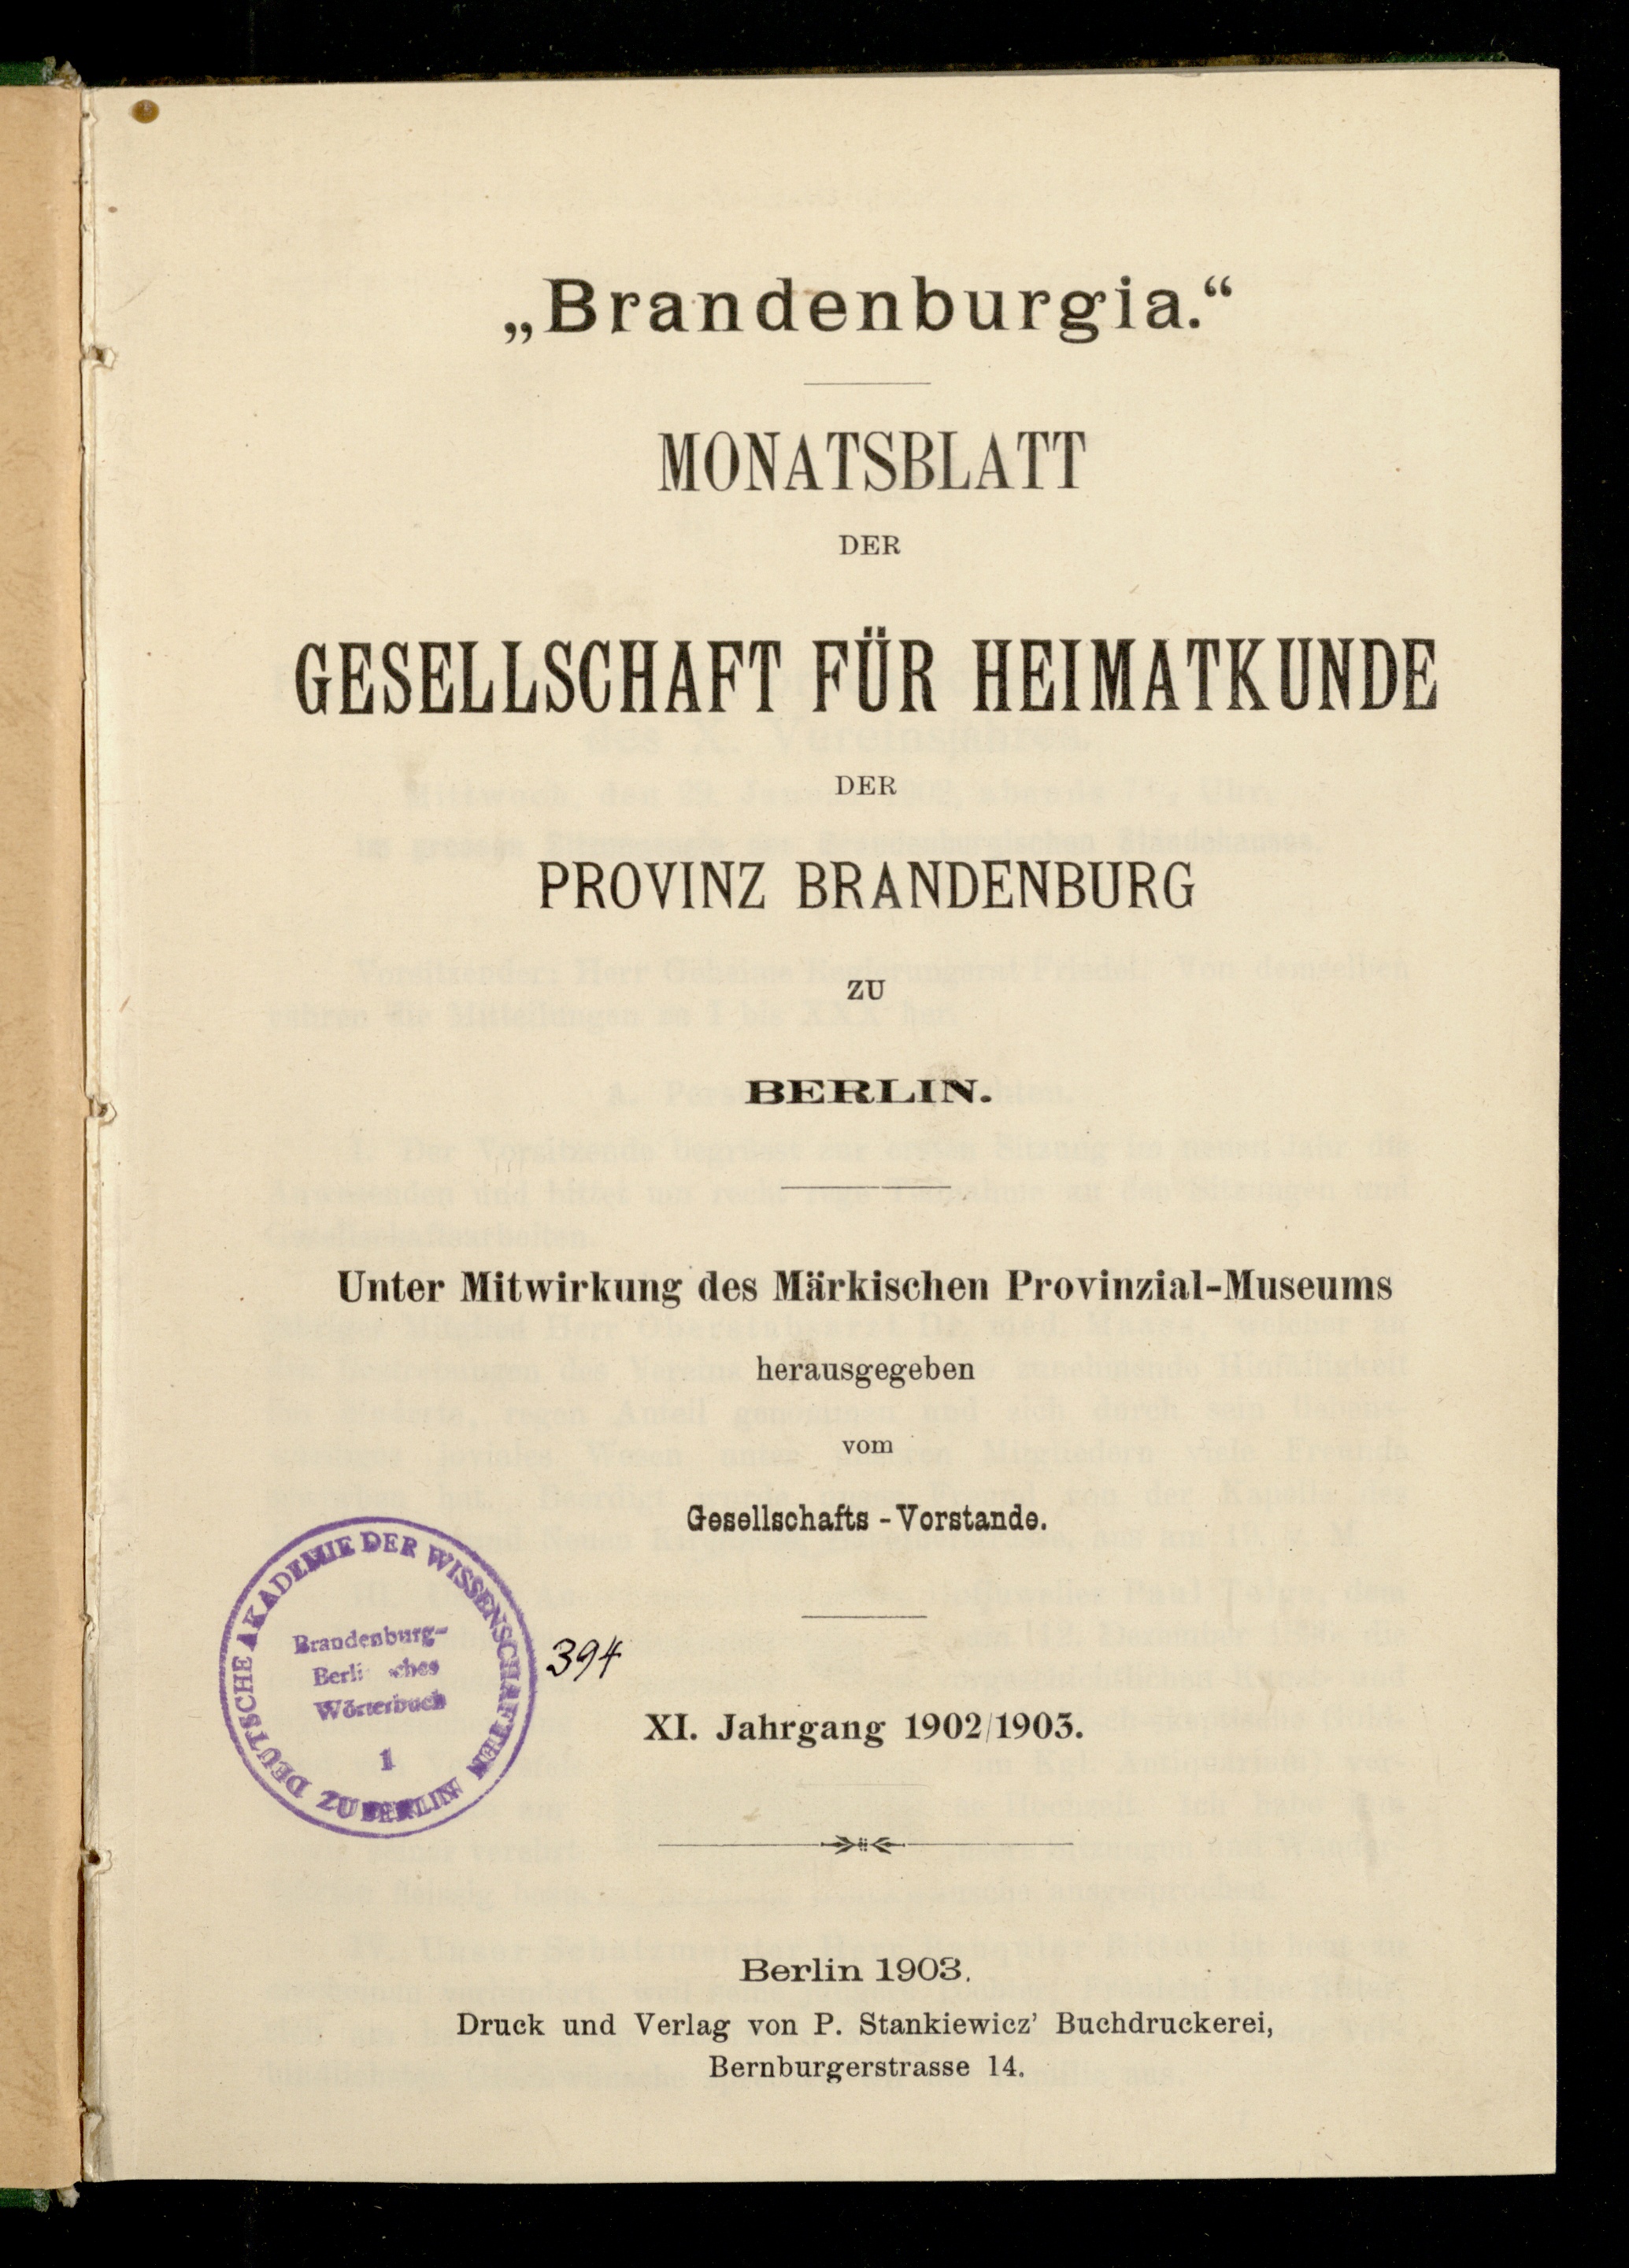 „Brandenburgia.“
MONATSBLATT
DER
GESELLSCHAFT FÜR HEIMATKUNDE
DER
PROVINZ BRANDENBURG
ZU
BERLIN.
Unter Mitwirkung des Märkischen Provinzial-Museums
herausgegeben
vom
Gesellschafts-Vorstande.
DEUTSCHE AKADEMIE DER WISSENSCHAFTEN ZU BERLIN
Brandenburg-
Berli ches
Wörterbuch
1
394
XI. Jahrgang 1902/1903.
Berlin 1903.
Druck und Verlag von P. Stankiewicz’ Buchdruckerei,
Bernburgerstrasse 14.